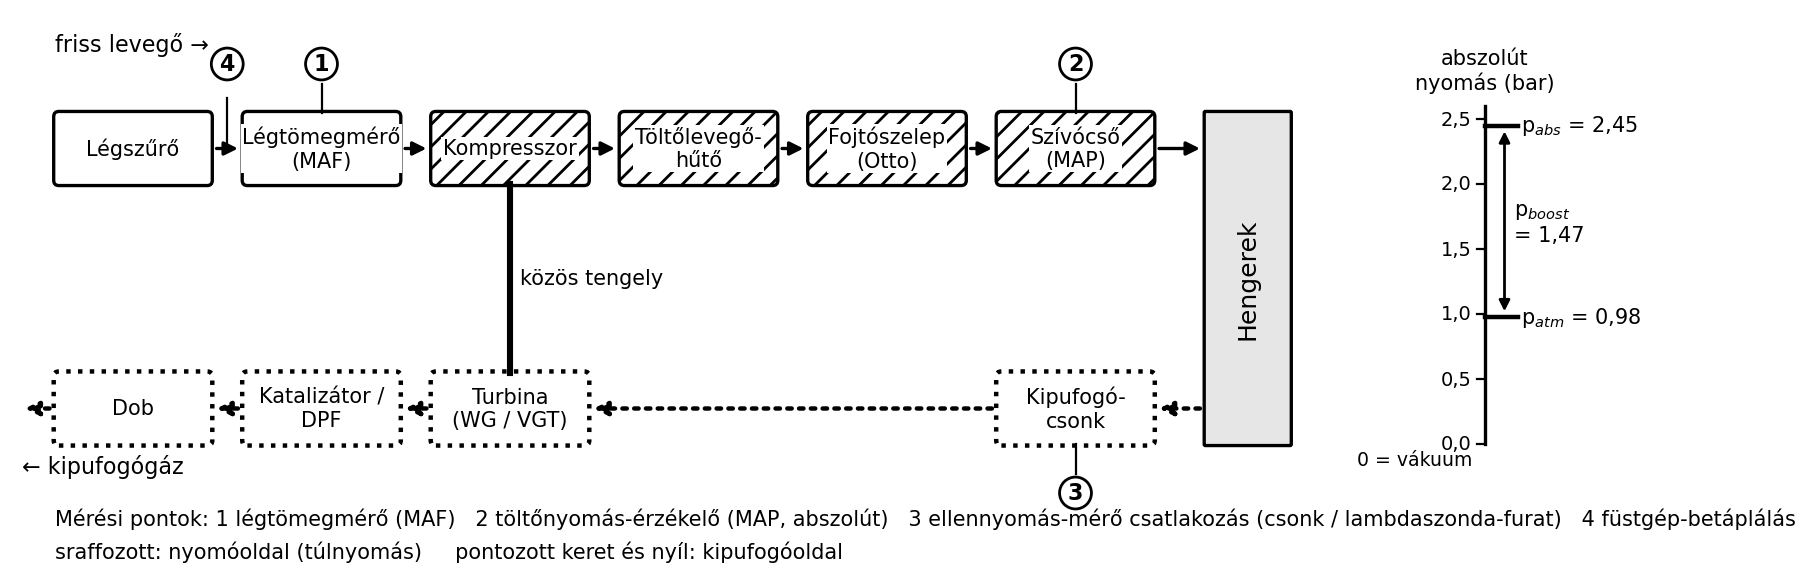 friss levegő →
4
1
2
Légszűrő
Légtömegmérő
(MAF)
Kompresszor
Töltőlevegő-
hűtő
Fojtószelep
(Otto)
Szívócső
(MAP)
Hengerek
közös tengely
Dob
Katalizátor /
DPF
Turbina
(WG / VGT)
Kipufogó-
csonk
← kipufogógáz
3
abszolút
nyomás (bar)
2,5
2,0
1,5
1,0
0,5
0,0
0 = vákuum
pabs = 2,45
pboost
= 1,47
patm = 0,98
Mérési pontok: 1 légtömegmérő (MAF)   2 töltőnyomás-érzékelő (MAP, abszolút)   3 ellennyomás-mérő csatlakozás (csonk / lambdaszonda-furat)   4 füstgép-betáplálás
sraffozott: nyomóoldal (túlnyomás)     pontozott keret és nyíl: kipufogóoldal